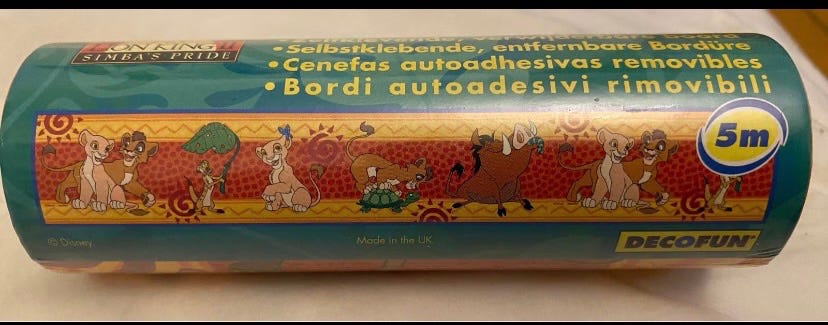 LION KING II
SIMBA'S PRIDE
• Selbstklebende, entfernbare Bordüre
• Cenefas autoadhesivas removibles
• Bordi autoadesivi rimovibili
5m
© Disney
Made in the UK
DECOFUN